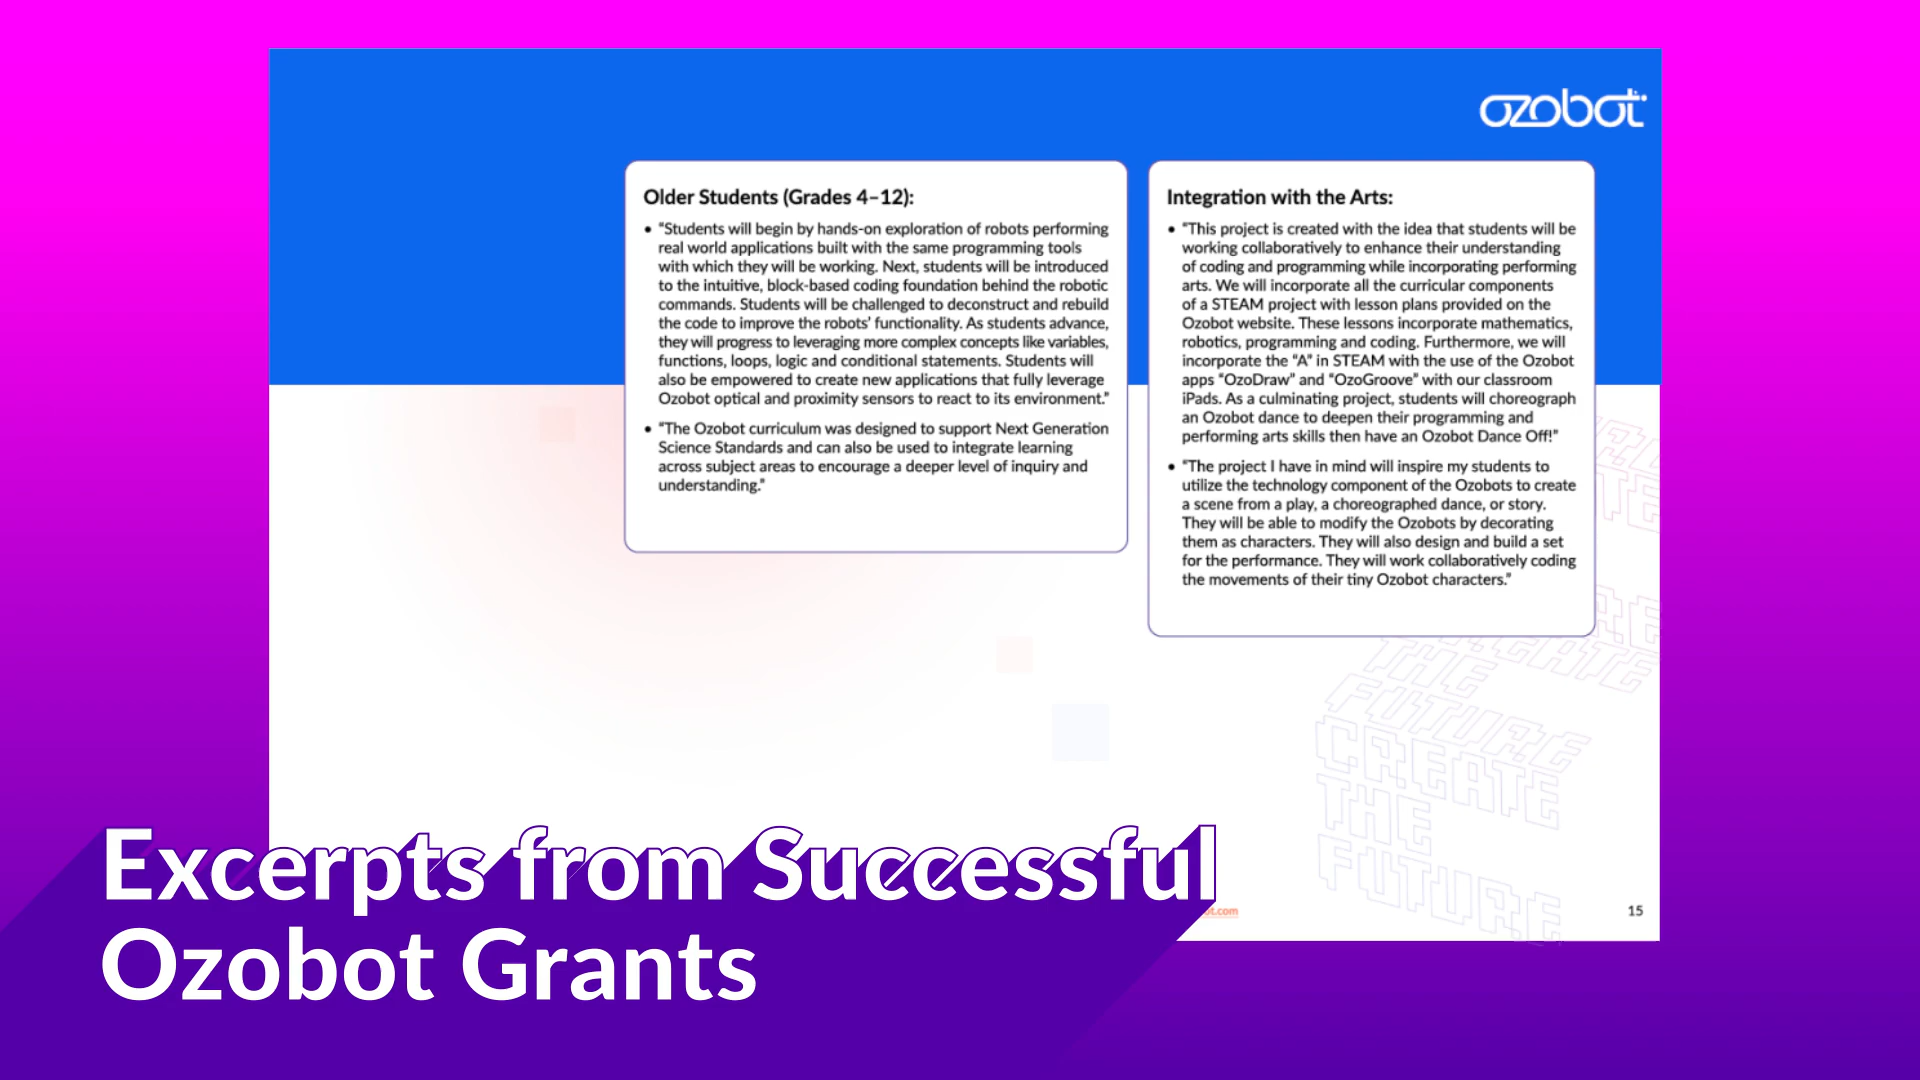 ozobot
Older Students (Grades 4–12):
• “Students will begin by hands-on exploration of robots performing
real world applications built with the same programming tools
with which they will be working. Next, students will be introduced
to the intuitive, block-based coding foundation behind the robotic
commands. Students will be challenged to deconstruct and rebuild
the code to improve the robots’ functionality. As students advance,
they will progress to leveraging more complex concepts like variables,
functions, loops, logic and conditional statements. Students will
also be empowered to create new applications that fully leverage
Ozobot optical and proximity sensors to react to its environment.”
• “The Ozobot curriculum was designed to support Next Generation
Science Standards and can also be used to integrate learning
across subject areas to encourage a deeper level of inquiry and
understanding.”
Integration with the Arts:
• “This project is created with the idea that students will be
working collaboratively to enhance their understanding
of coding and programming while incorporating performing
arts. We will incorporate all the curricular components
of a STEAM project with lesson plans provided on the
Ozobot website. These lessons incorporate mathematics,
robotics, programming and coding. Furthermore, we will
incorporate the “A” in STEAM with the use of the Ozobot
apps “OzoDraw” and “OzoGroove” with our classroom
iPads. As a culminating project, students will choreograph
an Ozobot dance to deepen their programming and
performing arts skills then have an Ozobot Dance Off!”
• “The project I have in mind will inspire my students to
utilize the technology component of the Ozobots to create
a scene from a play, a choreographed dance, or story.
They will be able to modify the Ozobots by decorating
them as characters. They will also design and build a set
for the performance. They will work collaboratively coding
the movements of their tiny Ozobot characters.”
THE
FUTURE
CREATE
THE
FUTURE
Excerpts from Successful
Ozobot Grants
.com
15